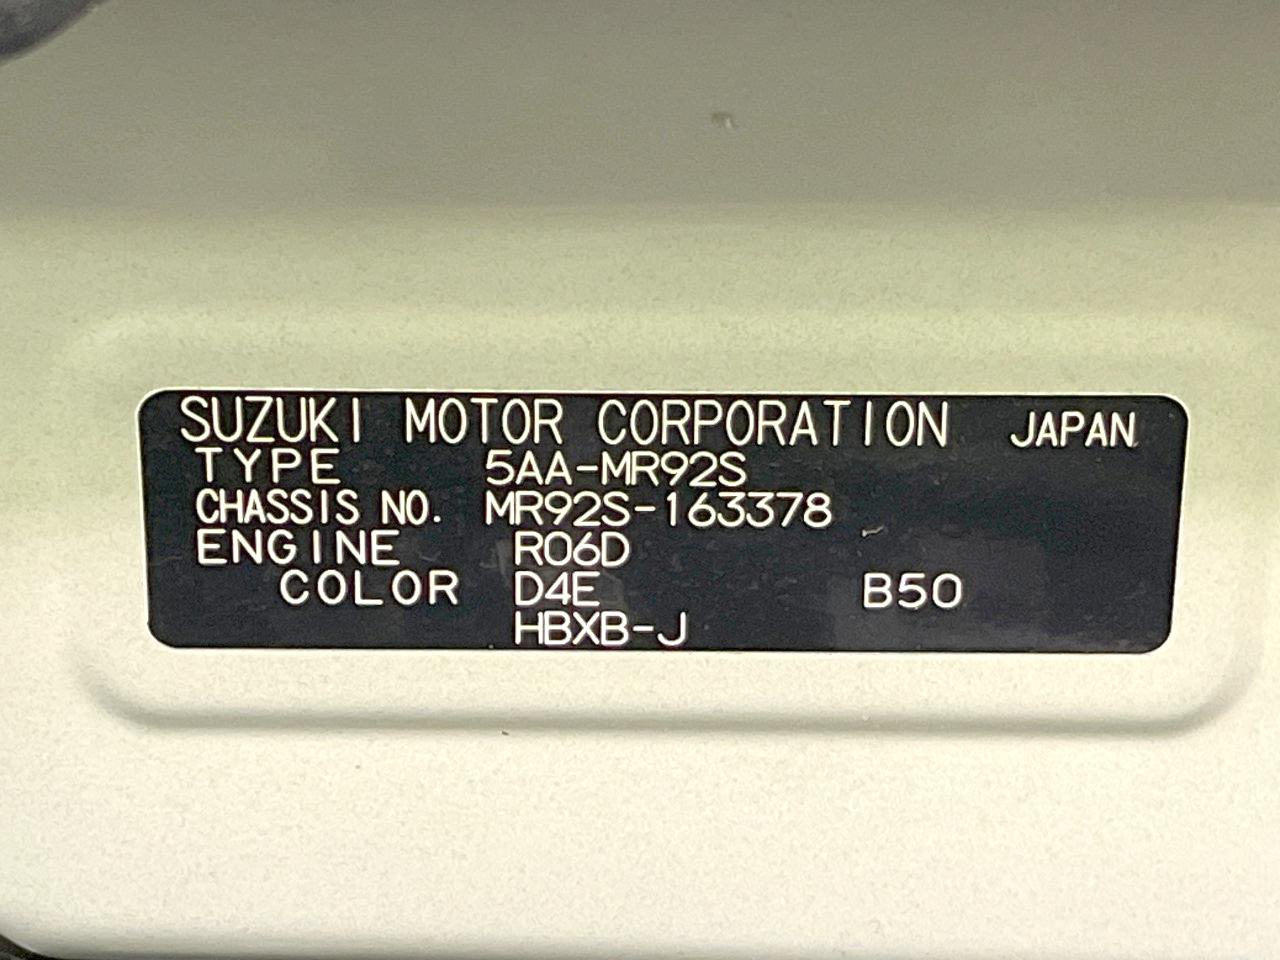 SUZUKI MOTOR CORPORATION JAPAN
TYPE 5AA-MR92S
CHASSIS NO. MR92S-163378
ENGINE R06D
COLOR D4E B50
HBXB-J